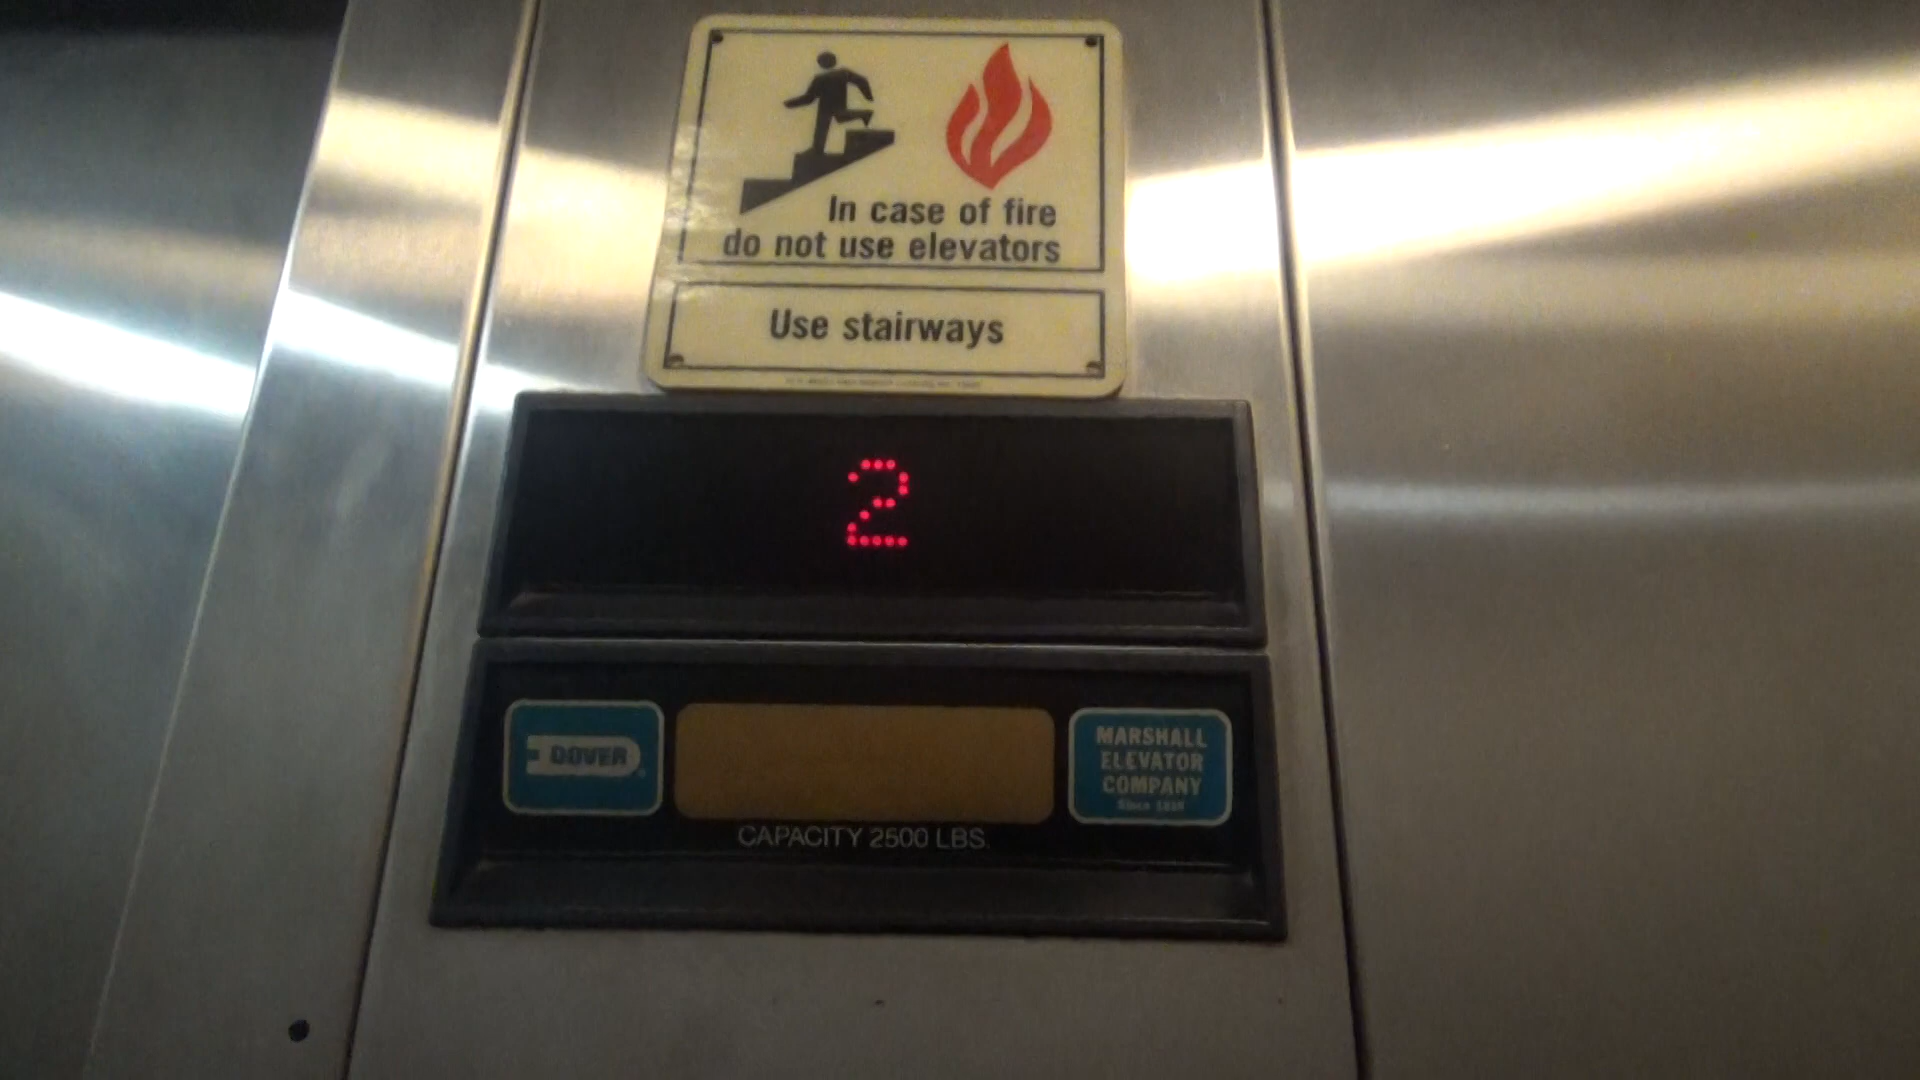 In case of fire
do not use elevators
Use stairways
2
DOVER
MARSHALL
ELEVATOR
COMPANY
CAPACITY 2500 LBS.